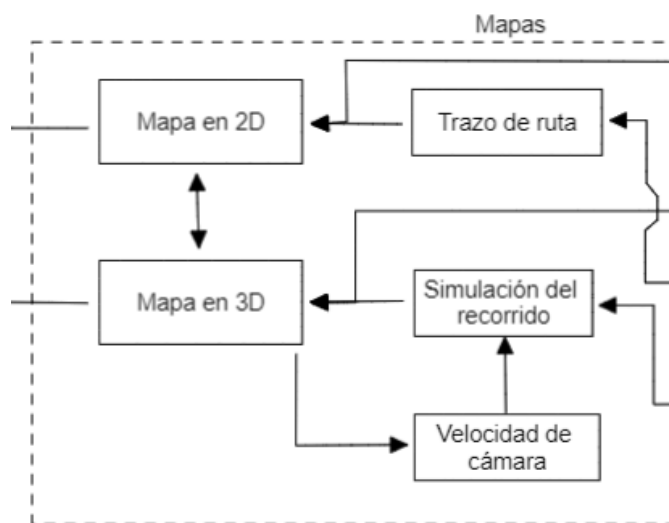 Mapas
Mapa en 2D
Trazo de ruta
Mapa en 3D
Simulación del
recorrido
Velocidad de
cámara